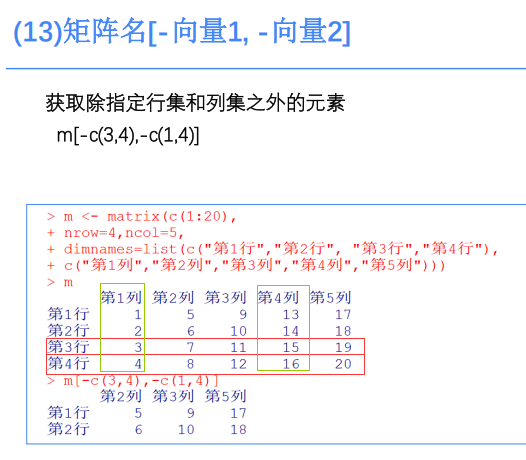 (13)矩阵名[-向量1, -向量2]
获取除指定行集和列集之外的元素
m[-c(3,4),-c(1,4)]
> m <- matrix(c(1:20),
+ nrow=4,ncol=5,
+ dimnames=list(c("第1行","第2行", "第3行","第4行"),
+ c("第1列","第2列","第3列","第4列","第5列")))
> m
第1列 第2列 第3列 第4列 第5列
第1行 1 5 9 13 17
第2行 2 6 10 14 18
第3行 3 7 11 15 19
第4行 4 8 12 16 20
> m[-c(3,4),-c(1,4)]
第2列 第3列 第5列
第1行 5 9 17
第2行 6 10 18